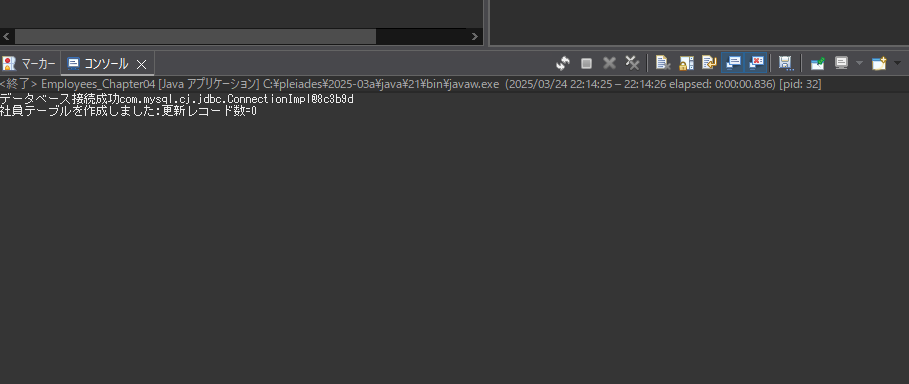 マーカー コンソール
<終了> Employees_Chapter04 [Java アプリケーション] C:¥pleiades¥2025-03a¥java¥21¥bin¥javaw.exe (2025/03/24 22:14:25 – 22:14:26 elapsed: 0:00:00.836) [pid: 32]
データベース接続成功com.mysql.cj.jdbc.ConnectionImpl@8c3b9d
社員テーブルを作成しました:更新レコード数=0